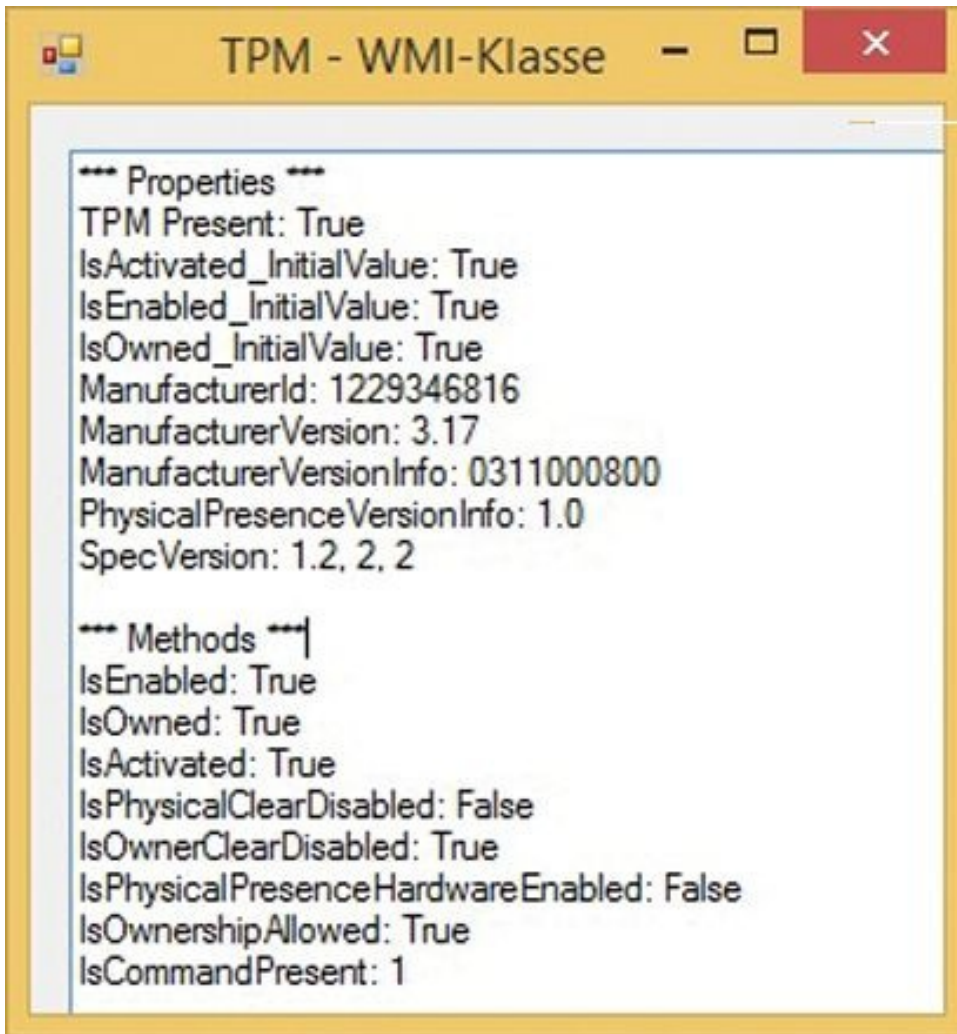 TPM - WMI-Klasse
*** Properties ***
TPM Present: True
IsActivated_InitialValue: True
IsEnabled_InitialValue: True
IsOwned_InitialValue: True
ManufacturerId: 1229346816
ManufacturerVersion: 3.17
ManufacturerVersionInfo: 0311000800
PhysicalPresenceVersionInfo: 1.0
SpecVersion: 1.2, 2, 2
*** Methods ***
IsEnabled: True
IsOwned: True
IsActivated: True
IsPhysicalClearDisabled: False
IsOwnerClearDisabled: True
IsPhysicalPresenceHardwareEnabled: False
IsOwnershipAllowed: True
IsCommandPresent: 1